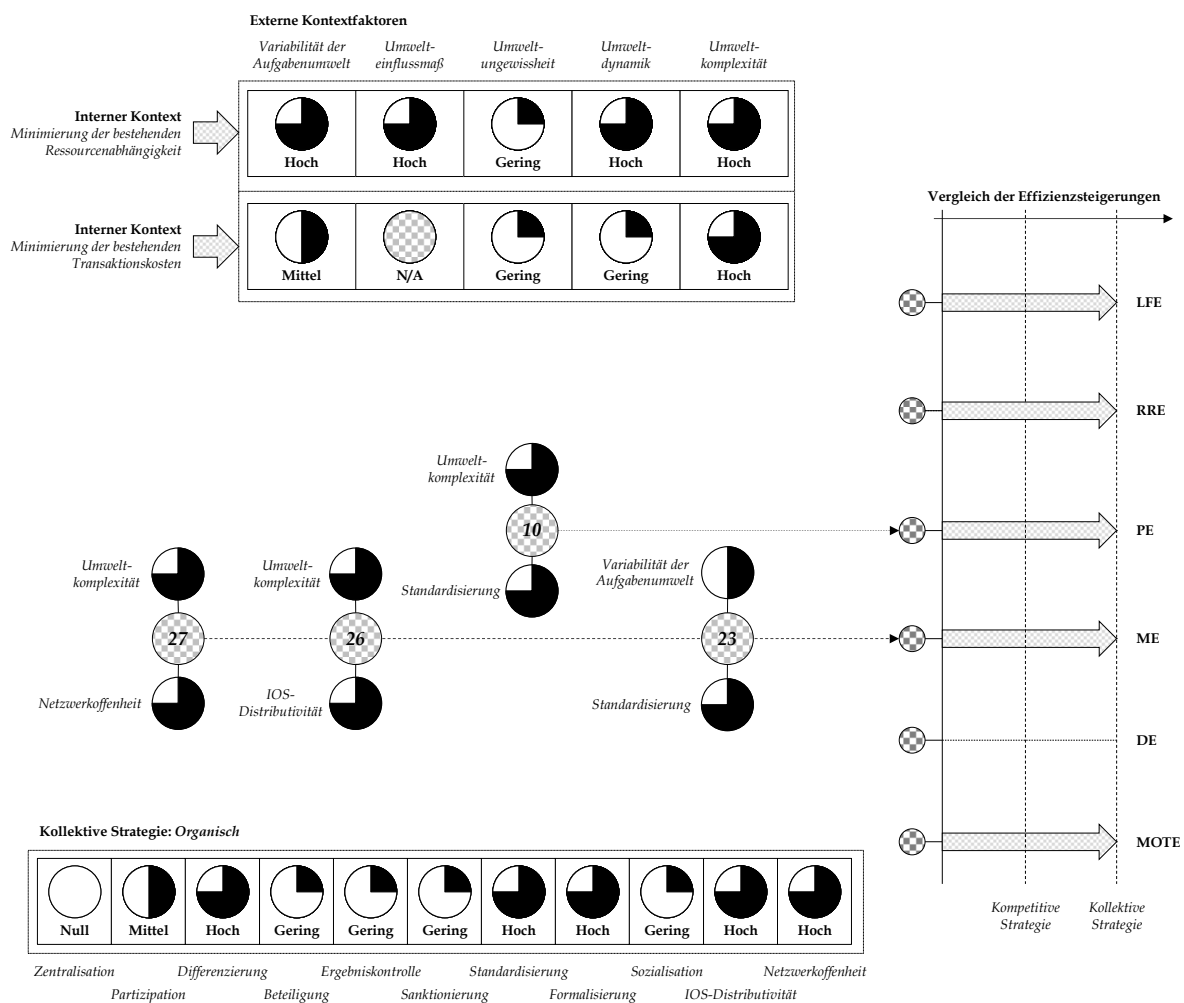 Externe Kontextfaktoren
Variabilität der
Aufgabenumwelt
Umwelt-
einflussmaß
Umwelt-
ungewissheit
Umwelt-
dynamik
Umwelt-
komplexität
Interner Kontext
Minimierung der bestehenden
Ressourcenabhängigkeit
Hoch
Hoch
Gering
Hoch
Hoch
Interner Kontext
Minimierung der bestehenden
Transaktionskosten
Mittel
N/A
Gering
Gering
Hoch
Vergleich der Effizienzsteigerungen
LFE
RRE
PE
ME
DE
MOTE
Kompetitive
Strategie
Kollektive
Strategie
Umwelt-
komplexität
10
Standardisierung
Umwelt-
komplexität
27
Netzwerkoffenheit
Umwelt-
komplexität
26
IOS-
Distributivität
Variabilität der
Aufgabenumwelt
23
Standardisierung
Kollektive Strategie: Organisch
Null
Mittel
Hoch
Gering
Gering
Gering
Hoch
Hoch
Gering
Hoch
Hoch
Zentralisation
Partizipation
Differenzierung
Beteiligung
Ergebniskontrolle
Sanktionierung
Standardisierung
Formalisierung
Sozialisation
IOS-Distributivität
Netzwerkoffenheit